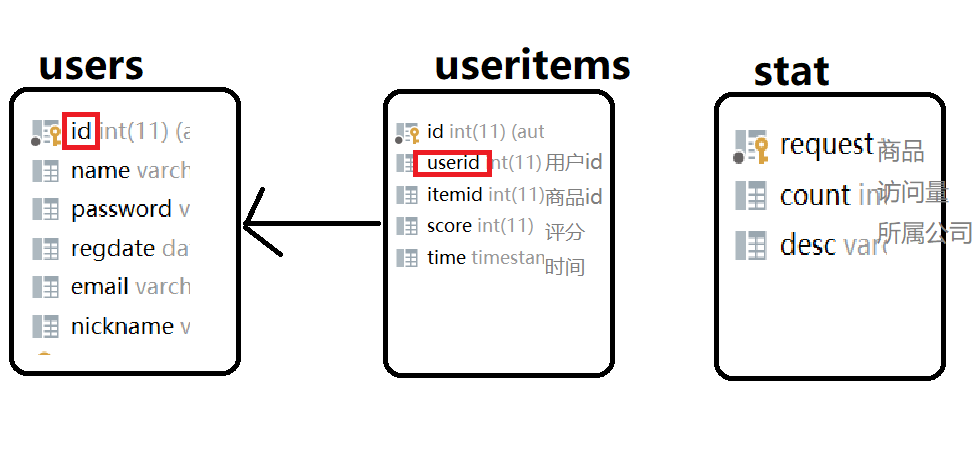 users
id int(11) (a
name varch
password v
regdate da
email varch
nickname v
useritems
id int(11) (aut
userid int(11) 用户id
itemid int(11) 商品id
score int(11) 评分
time timestan 时间
stat
request 商品
count int 访问量
desc varc 所属公司